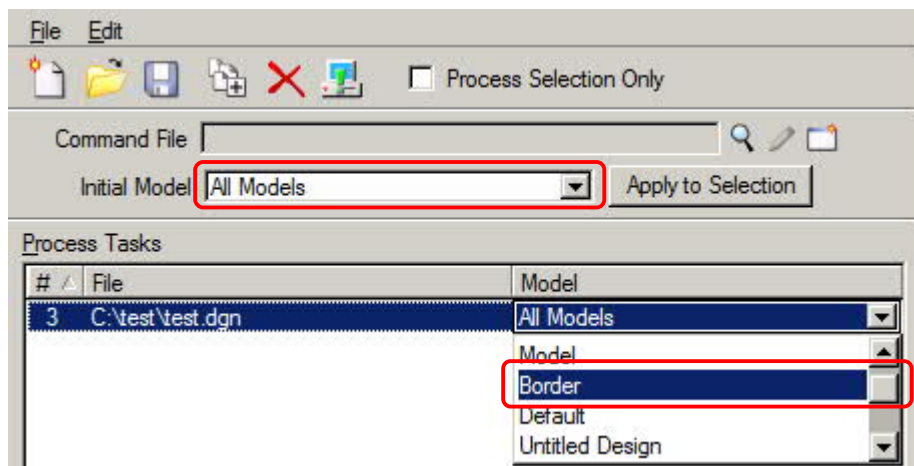 File Edit
Process Selection Only
Command File
Initial Model All Models Apply to Selection
Process Tasks
# File Model
3 C:\test\test.dgn All Models
Model
Border
Default
Untitled Design